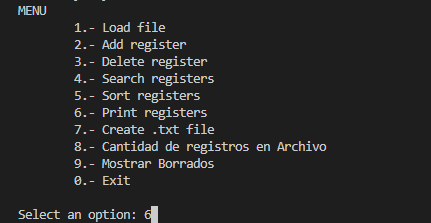 MENU
1.- Load file
2.- Add register
3.- Delete register
4.- Search registers
5.- Sort registers
6.- Print registers
7.- Create .txt file
8.- Cantidad de registros en Archivo
9.- Mostrar Borrados
0.- Exit
Select an option: 6